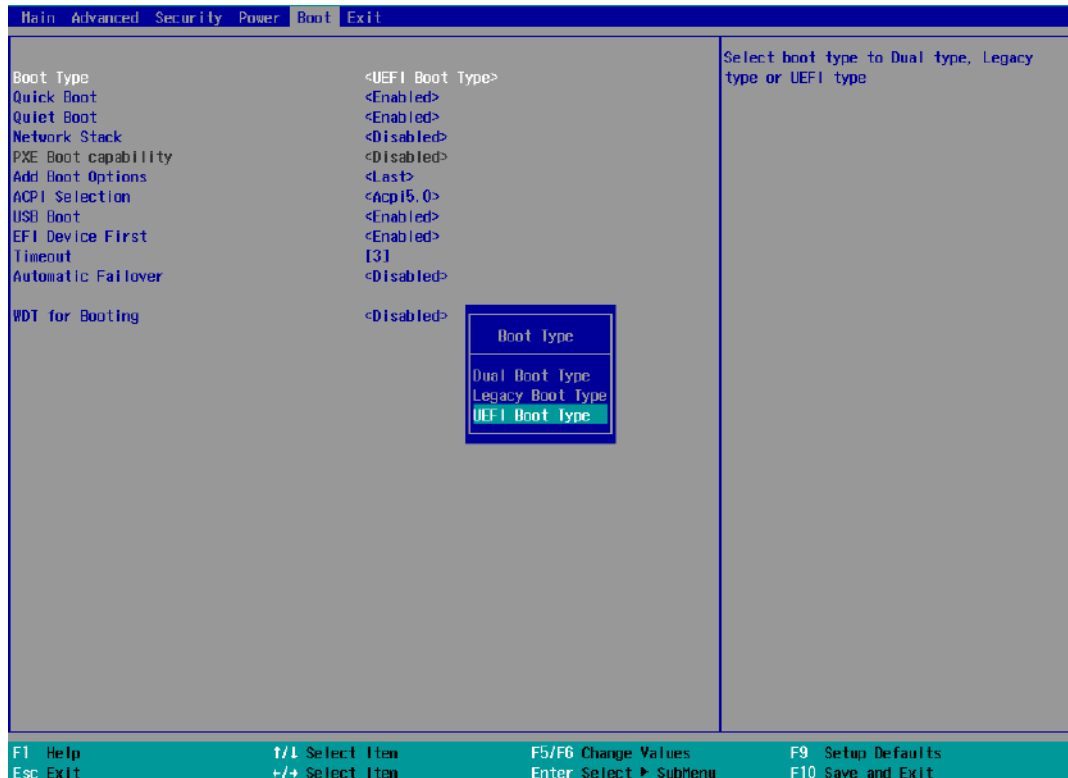 Main Advanced Security Power Boot Exit
Boot Type <UEFI Boot Type>
Quick Boot <Enabled>
Quiet Boot <Enabled>
Network Stack <Disabled>
PXE Boot capability <Disabled>
Add Boot Options <Last>
ACPI Selection <Acpi5.0>
USB Boot <Enabled>
EFI Device First <Enabled>
Timeout [3]
Automatic Failover <Disabled>
WDT for Booting <Disabled>
Boot Type
Dual Boot Type
Legacy Boot Type
UEFI Boot Type
Select boot type to Dual type, Legacy
type or UEFI type
F1 Help ↑/↓ Select Item F5/F6 Change Values F9 Setup Defaults
Esc Exit ←/→ Select Item Enter Select ▶ SubMenu F10 Save and Exit